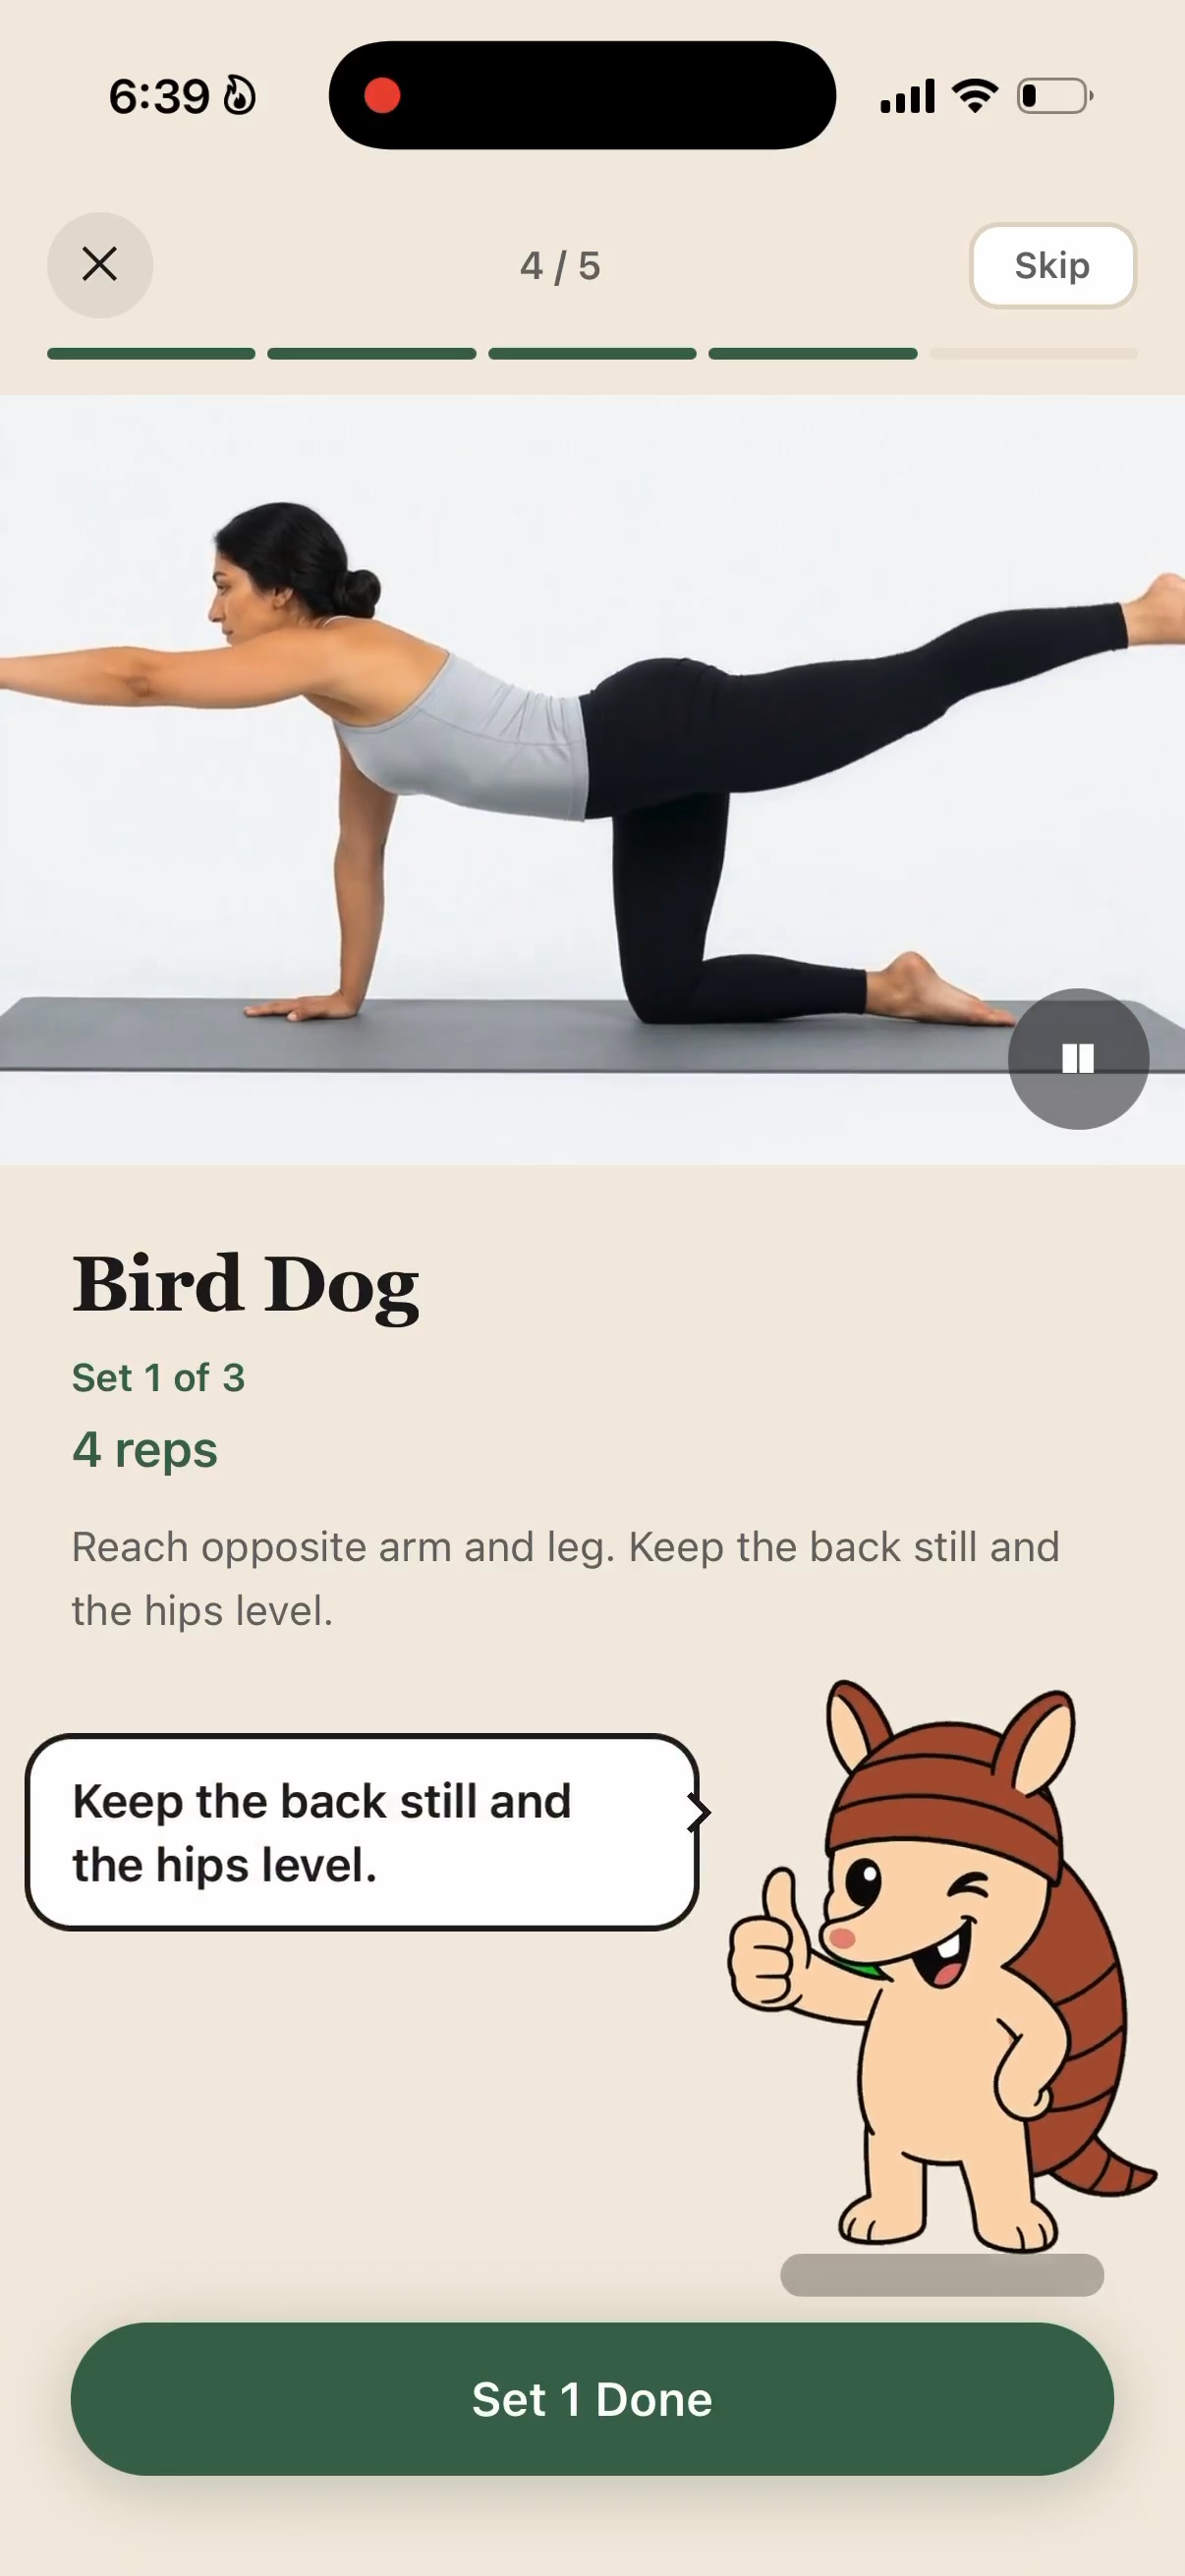 6:39
4 / 5
Skip
Bird Dog
Set 1 of 3
4 reps
Reach opposite arm and leg. Keep the back still and
the hips level.
Keep the back still and
the hips level.
Set 1 Done